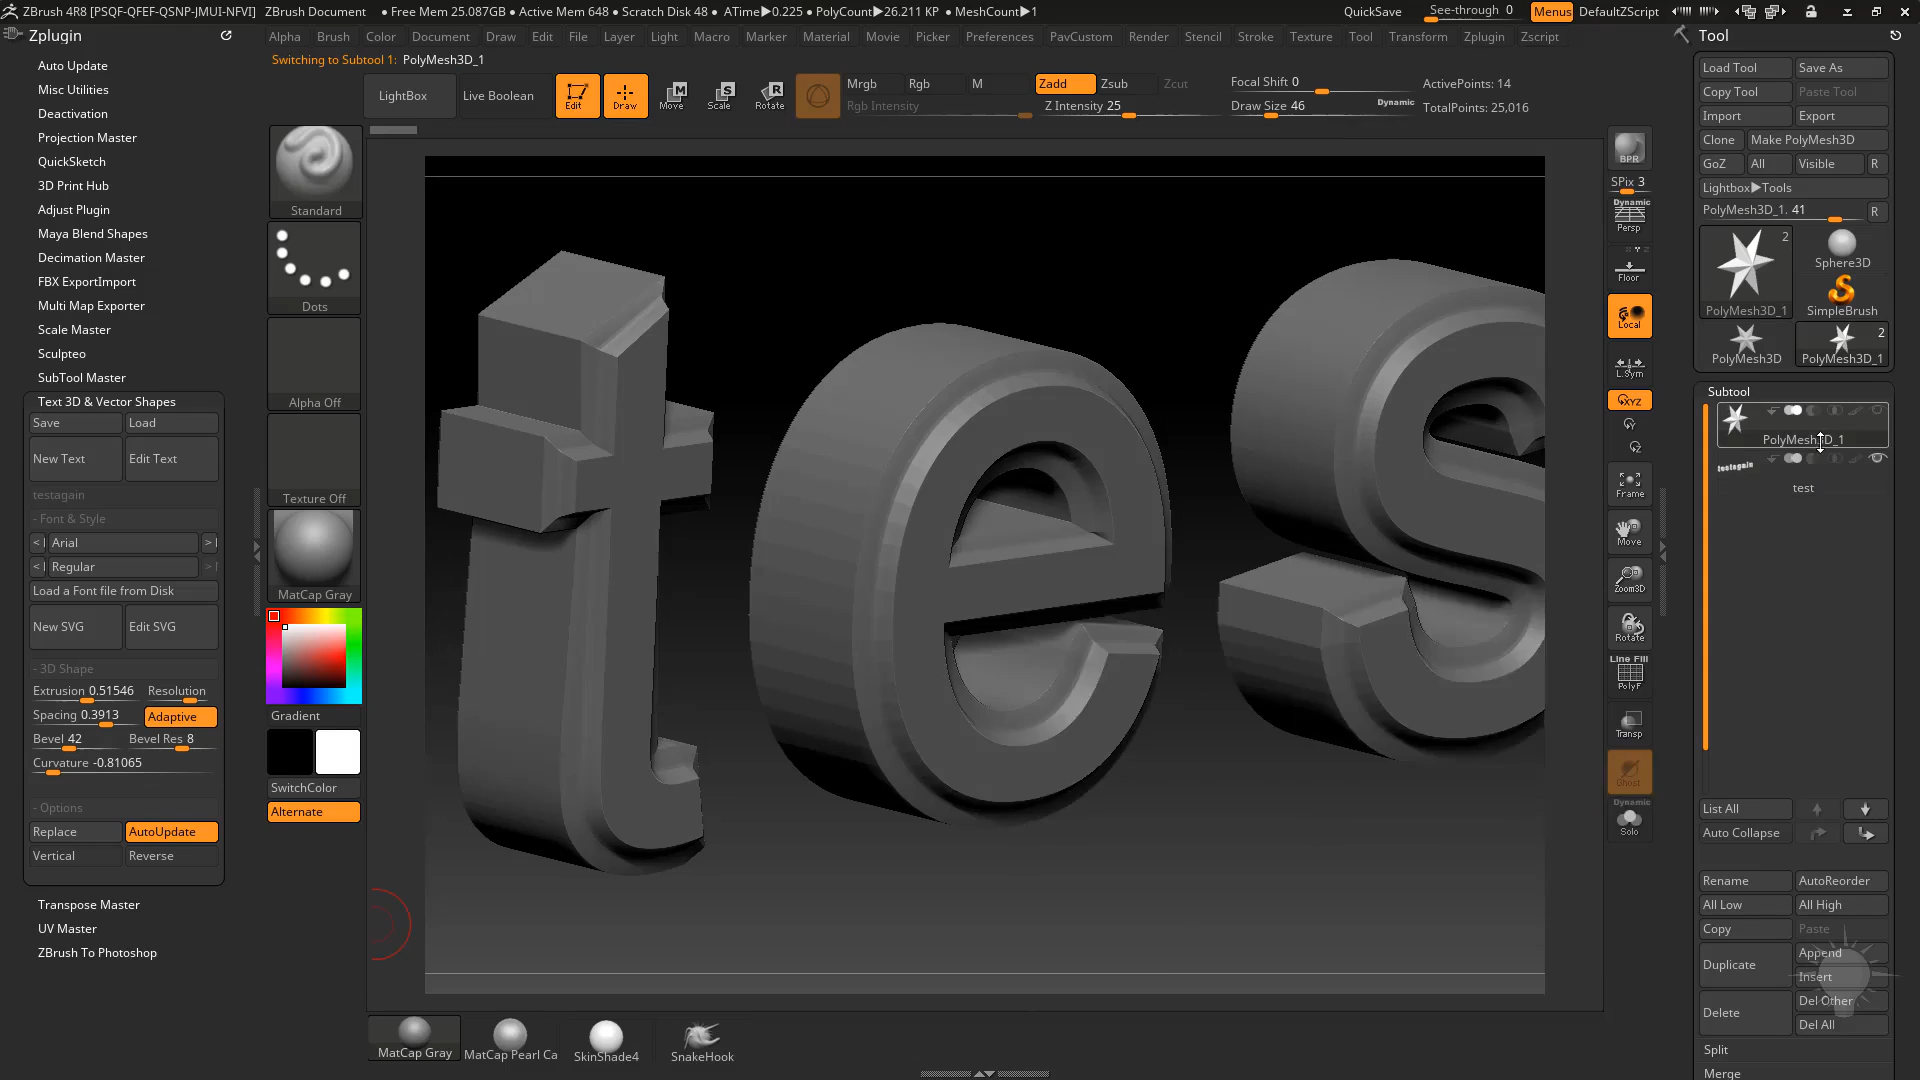 ZBrush 4R8 [PSQF-QFEF-QSNP-JMUI-NFVI] ZBrush Document • Free Mem 25.087GB • Active Mem 648 • Scratch Disk 48 • ATime▶0.225 • PolyCount▶26.211 KP • MeshCount▶1 QuickSave See-through 0 Menus DefaultZScript
Zplugin
Alpha Brush Color Document Draw Edit File Layer Light Macro Marker Material Movie Picker Preferences PavCustom Render Stencil Stroke Texture Tool Transform Zplugin Zscript
Tool
Switching to Subtool 1: PolyMesh3D_1
Auto Update
Misc Utilities
Deactivation
Projection Master
QuickSketch
3D Print Hub
Adjust Plugin
Maya Blend Shapes
Decimation Master
FBX ExportImport
Multi Map Exporter
Scale Master
Sculpteo
SubTool Master
Text 3D & Vector Shapes
Save Load
New Text Edit Text
testagain
- Font & Style
< Arial >
< Regular >
Load a Font file from Disk
New SVG Edit SVG
- 3D Shape
Extrusion 0.51546 Resolution
Spacing 0.3913 Adaptive
Bevel 42 Bevel Res 8
Curvature -0.81065
- Options
Replace AutoUpdate
Vertical Reverse
Transpose Master
UV Master
ZBrush To Photoshop
LightBox Live Boolean Edit Draw Move Scale Rotate
M S R
Mrgb Rgb M Zadd Zsub Zcut
Rgb Intensity Z Intensity 25
Focal Shift 0
Draw Size 46 Dynamic
ActivePoints: 14
TotalPoints: 25,016
Standard
Dots
Alpha Off
Texture Off
MatCap Gray
Gradient
SwitchColor
Alternate
tes
BPR
SPix 3
Dynamic
Persp
Floor
Local
L.Sym
XYZ
Y
Z
Frame
Move
Zoom3D
Rotate
Line Fill
PolyF
Transp
Ghost
Dynamic
Solo
Load Tool Save As
Copy Tool Paste Tool
Import Export
Clone Make PolyMesh3D
GoZ All Visible R
Lightbox▶Tools
PolyMesh3D_1. 41 R
2
Sphere3D
PolyMesh3D_1 SimpleBrush
2
PolyMesh3D PolyMesh3D_1
Subtool
PolyMesh3D_1
testagain
test
List All
Auto Collapse
Rename AutoReorder
All Low All High
Copy Paste
Duplicate Append
Insert
Delete Del Other
Del All
Split
Merge
MatCap Gray MatCap Pearl Ca SkinShade4 SnakeHook